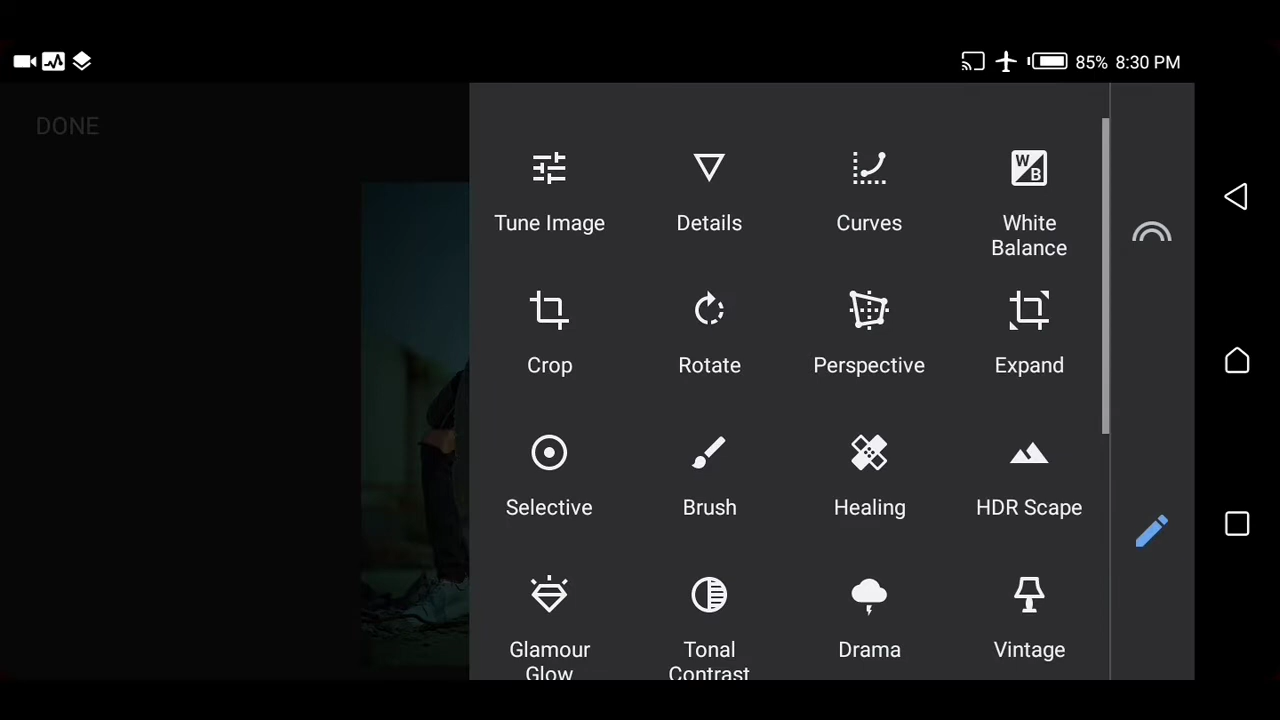 85% 8:30 PM
DONE
Tune Image
Details
Curves
White
Balance
Crop
Rotate
Perspective
Expand
Selective
Brush
Healing
HDR Scape
Glamour
Glow
Tonal
Contrast
Drama
Vintage